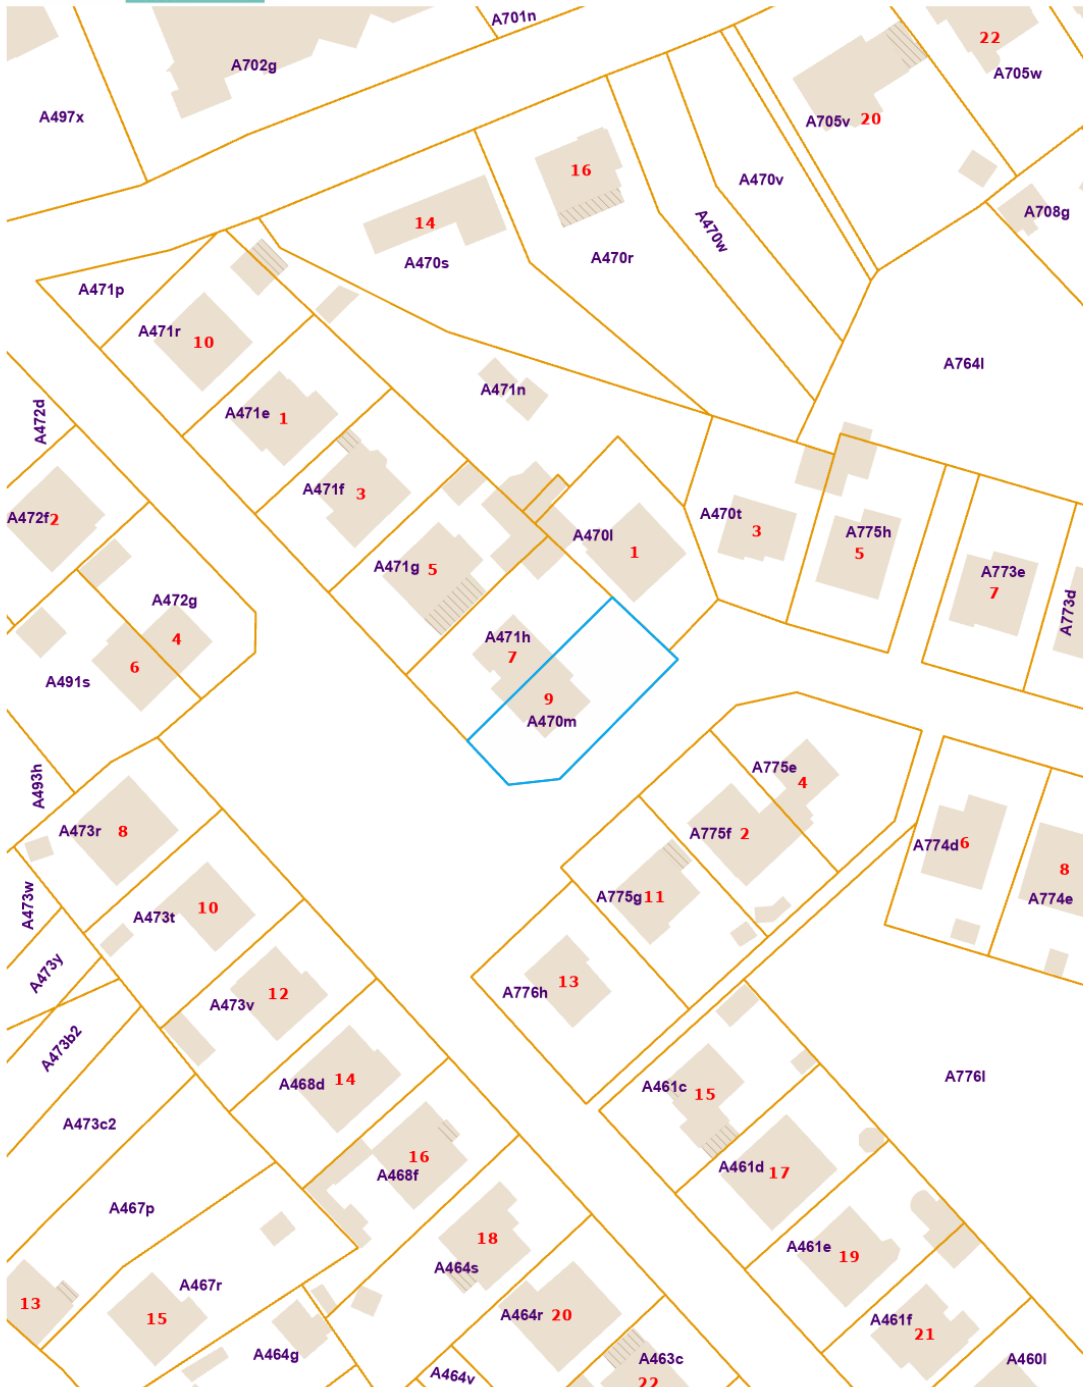 A701n
22
A702g
A705w
A497x
A705v 20
16
A470v
A708g
14
A470w
A470s
A470r
A471p
A471r
10
A764l
A471n
A472d
A471e 1
A471f
3
A472f2
A470t
3
A470l
1
A775h
5
A471g 5
A773e
7
A773d
A472g
4
A471h
7
6
A491s
9
A470m
A775e
4
A493h
A473r 8
A775f 2
A774d6
8
A774e
A473w
A473t
10
A775g11
A473y
A776h
13
A473v
12
A473b2
A468d
14
A461c
15
A776l
A473c2
16
A468f
A461d
17
A467p
18
A464s
A461e
19
A467r
13
15
A464r 20
A461f
21
A464g
A463c
A460l
A464v
22